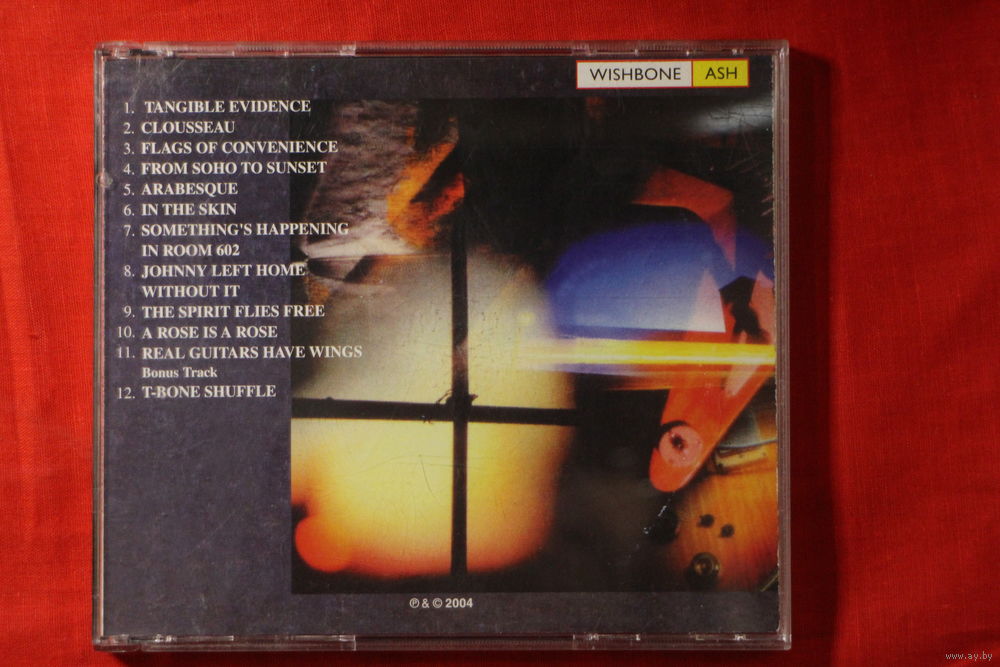 WISHBONE ASH
1. TANGIBLE EVIDENCE
2. CLOUSSEAU
3. FLAGS OF CONVENIENCE
4. FROM SOHO TO SUNSET
5. ARABESQUE
6. IN THE SKIN
7. SOMETHING'S HAPPENING
IN ROOM 602
8. JOHNNY LEFT HOME
WITHOUT IT
9. THE SPIRIT FLIES FREE
10. A ROSE IS A ROSE
11. REAL GUITARS HAVE WINGS
Bonus Track
12. T-BONE SHUFFLE
℗ & © 2004
www.ay.by